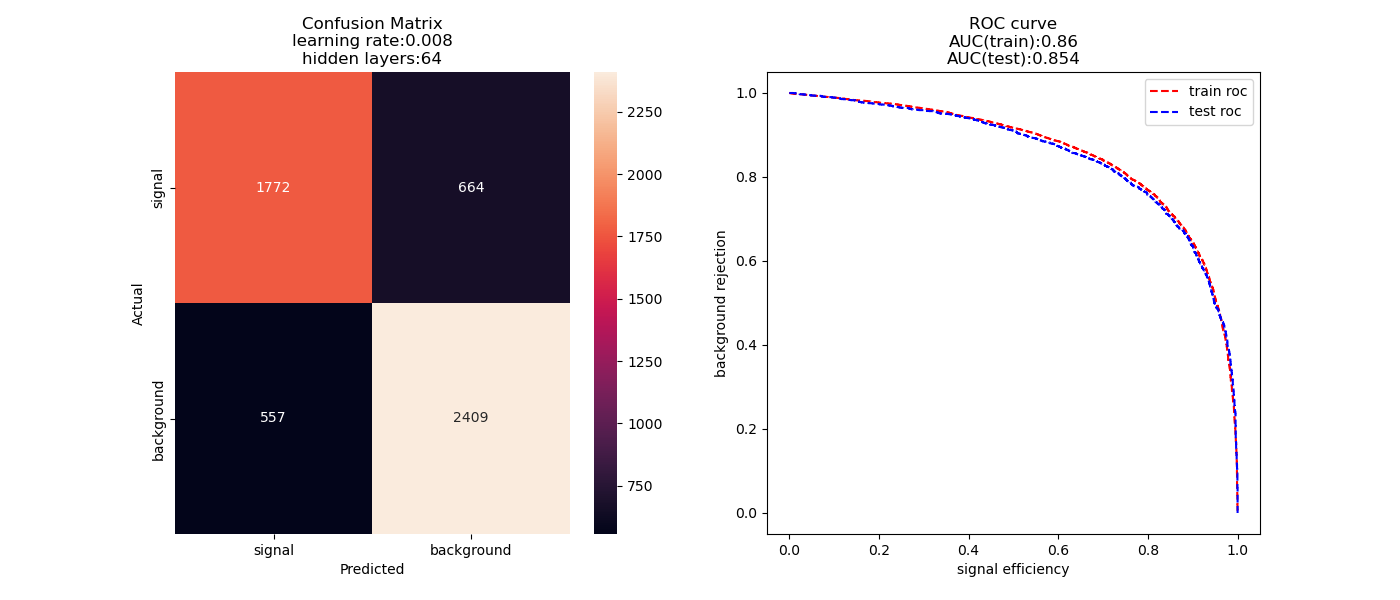 Confusion Matrix
learning rate:0.008
hidden layers:64
signal
background
Actual
1772
664
557
2409
signal
background
Predicted
2250
2000
1750
1500
1250
1000
750
ROC curve
AUC(train):0.86
AUC(test):0.854
train roc
test roc
background rejection
1.0
0.8
0.6
0.4
0.2
0.0
0.0
0.2
0.4
0.6
0.8
1.0
signal efficiency